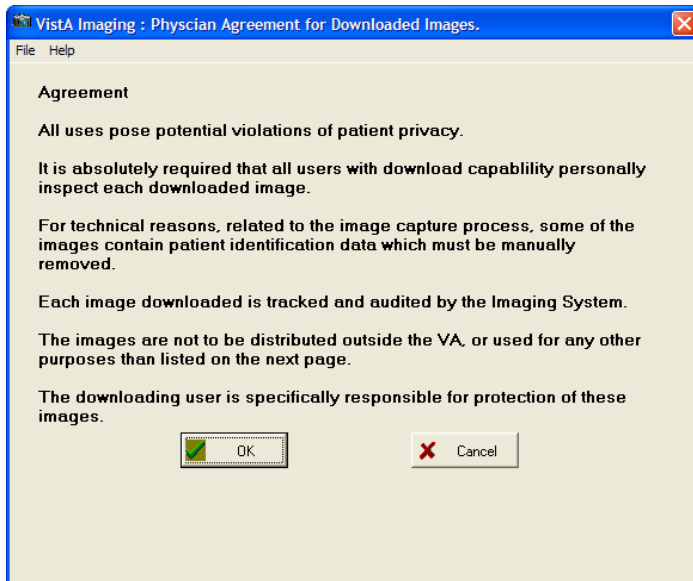 VistA Imaging : Physcian Agreement for Downloaded Images.
File Help
Agreement
All uses pose potential violations of patient privacy.
It is absolutely required that all users with download capablility personally
inspect each downloaded image.
For technical reasons, related to the image capture process, some of the
images contain patient identification data which must be manually
removed.
Each image downloaded is tracked and audited by the Imaging System.
The images are not to be distributed outside the VA, or used for any other
purposes than listed on the next page.
The downloading user is specifically responsible for protection of these
images.
OK Cancel